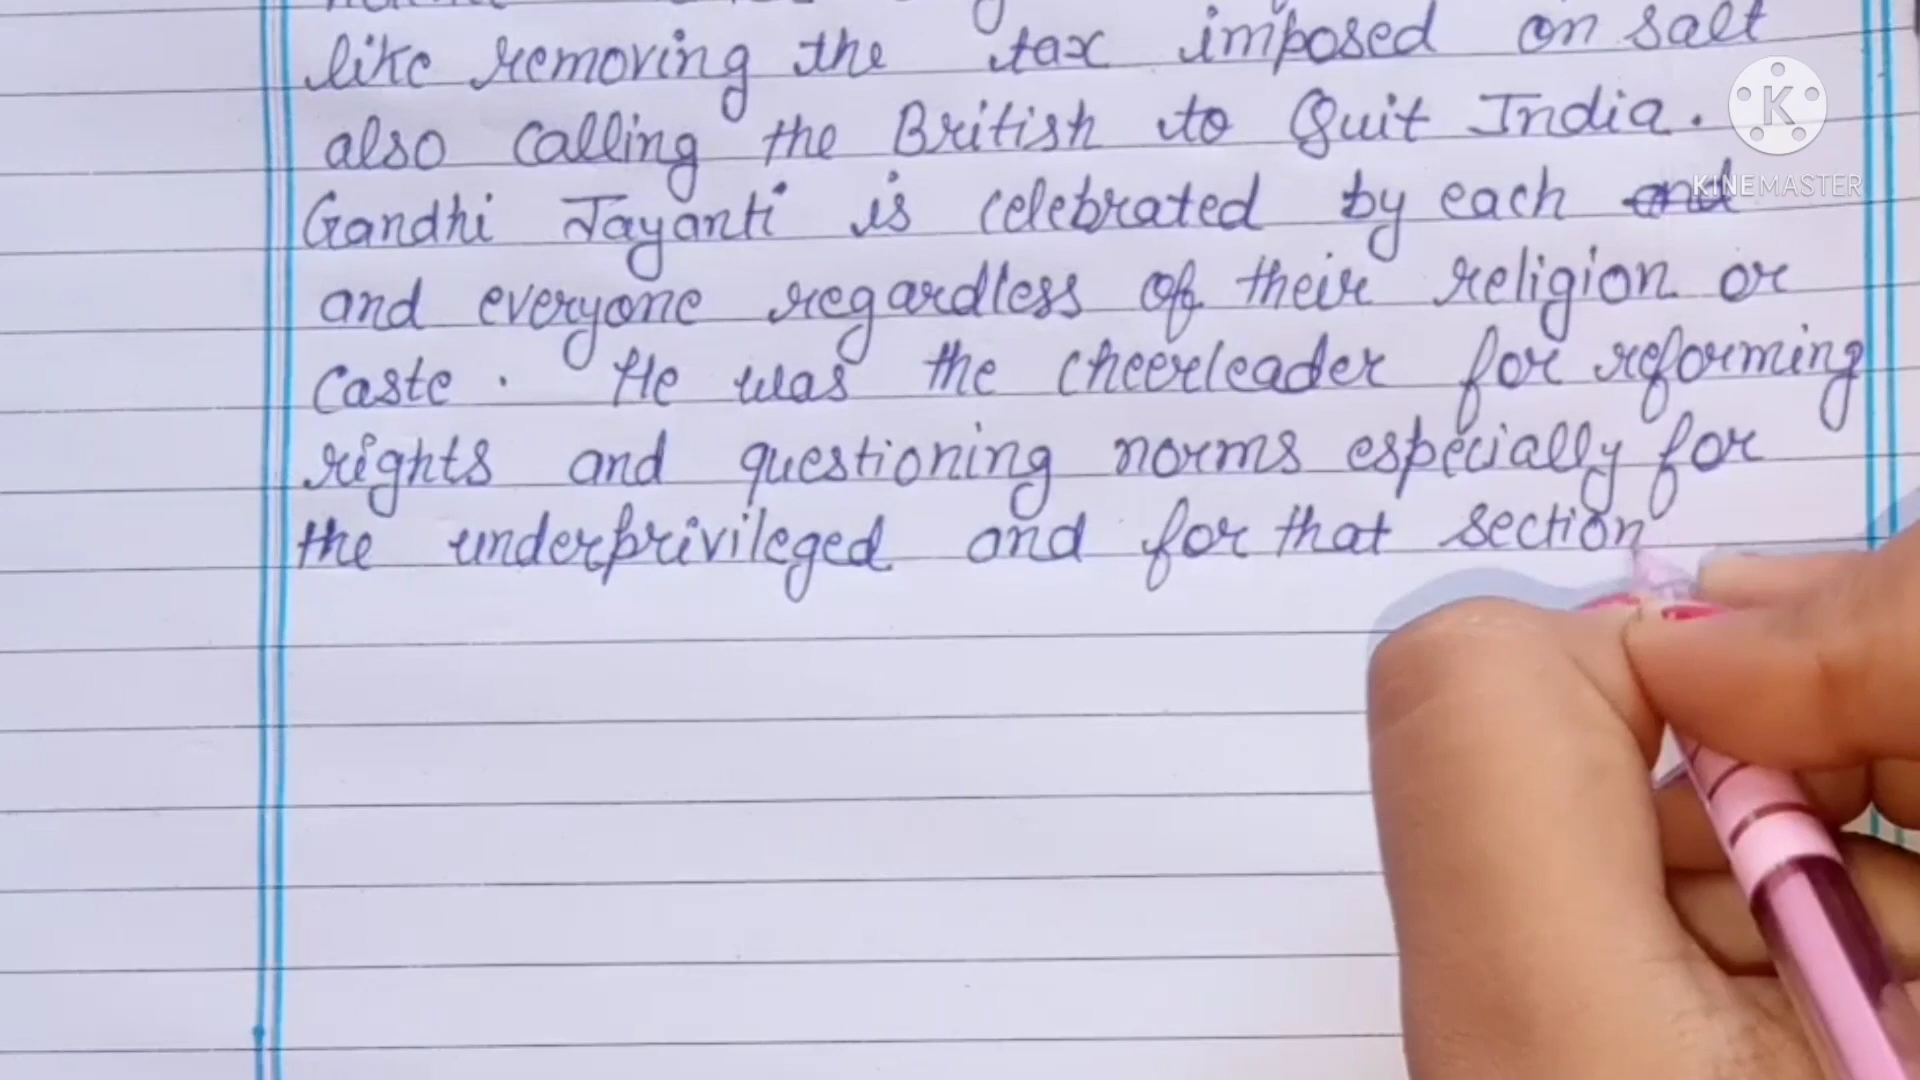 like removing the tax imposed on salt
also calling the British to Quit India.
Gandhi Jayanti is celebrated by each and
and everyone regardless of their religion or
caste. He was the cheerleader for reforming
rights and questioning norms especially for
the underprivileged and for that section
K
KINEMASTER